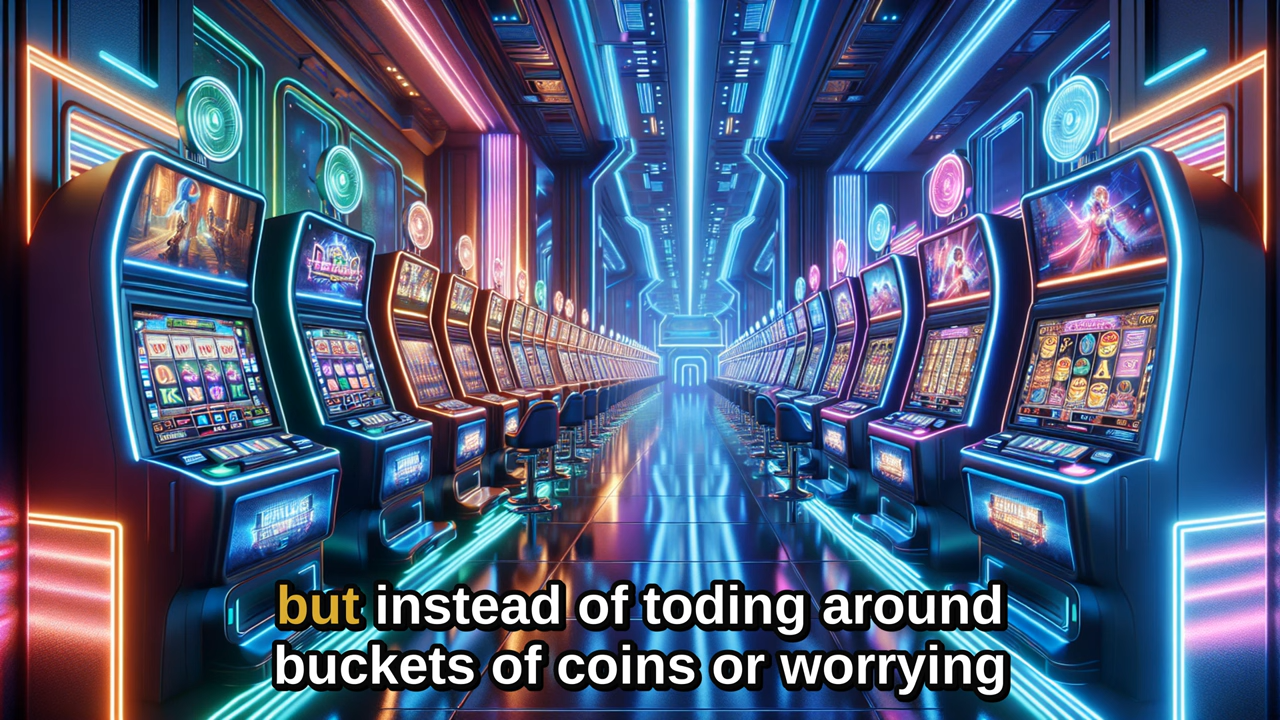 but instead of toding around
buckets of coins or worrying